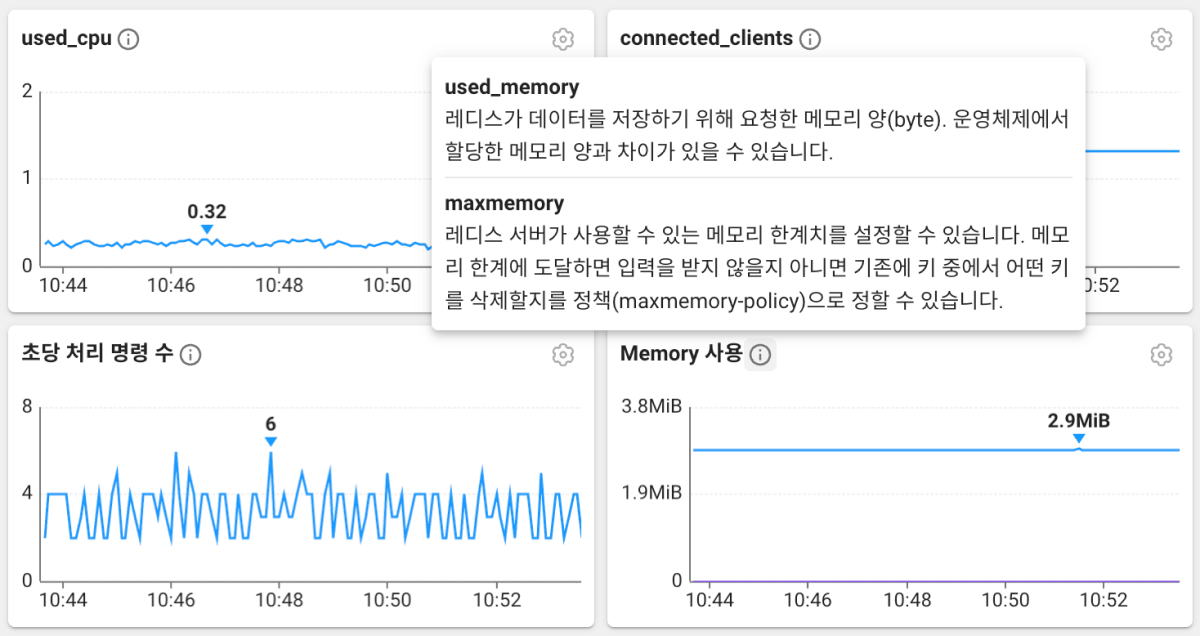 used_cpu
2
1
0
0.32
10:44 10:46 10:48 10:50
connected_clients
used_memory
레디스가 데이터를 저장하기 위해 요청한 메모리 양(byte). 운영체제에서
할당한 메모리 양과 차이가 있을 수 있습니다.
maxmemory
레디스 서버가 사용할 수 있는 메모리 한계치를 설정할 수 있습니다. 메모
리 한계에 도달하면 입력을 받지 않을지 아니면 기존에 키 중에서 어떤 키
를 삭제할지를 정책(maxmemory-policy)으로 정할 수 있습니다.
0:52
초당 처리 명령 수
8
4
0
6
10:44 10:46 10:48 10:50 10:52
Memory 사용
3.8MiB
1.9MiB
0
2.9MiB
10:44 10:46 10:48 10:50 10:52